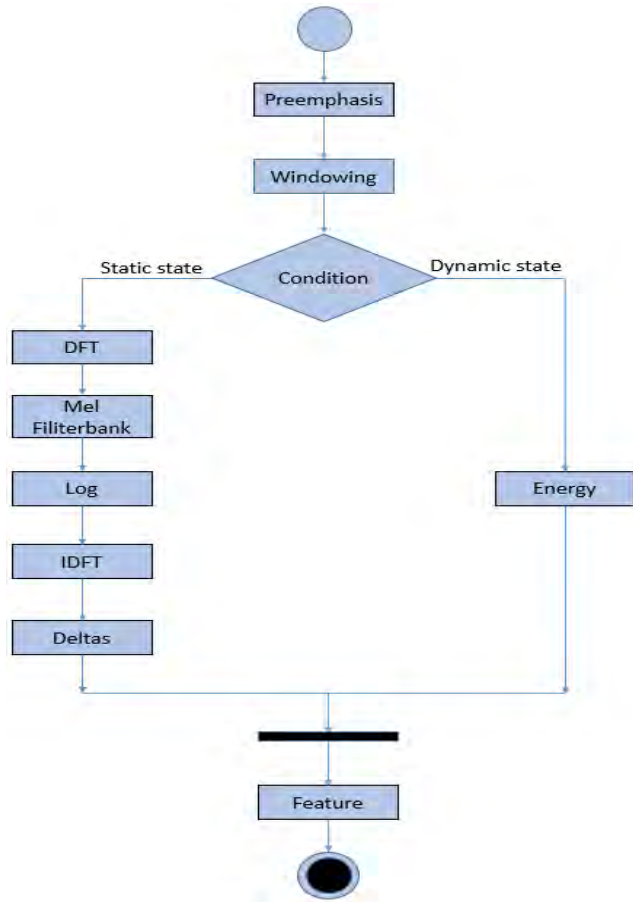 Preemphasis
Windowing
Static state
Dynamic state
Condition
DFT
Mel
Filiterbank
Log
Energy
IDFT
Deltas
Feature